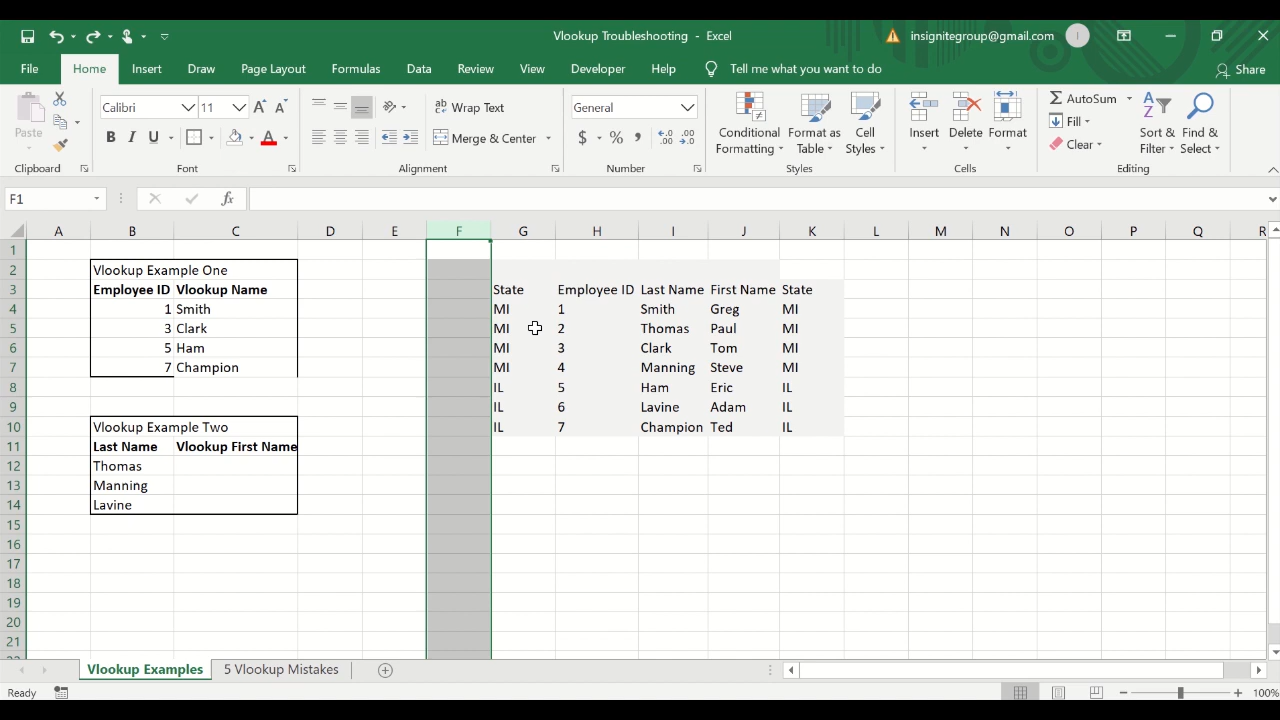 Vlookup Troubleshooting - Excel
insignitegroup@gmail.com
I
File Home Insert Draw Page Layout Formulas Data Review View Developer Help Tell me what you want to do Share
Paste
Calibri 11 A A
B I U A
ab Wrap Text
Merge & Center
General
$ % , .00 .0
Conditional Formatting
Format as Table
Cell Styles
Insert Delete Format
AutoSum
Fill
Clear
A Z
Sort & Filter
Find & Select
Clipboard Font Alignment Number Styles Cells Editing
F1 fx
A B C D E F G H I J K L M N O P Q R
1
2 Vlookup Example One
3 Employee ID Vlookup Name State Employee ID Last Name First Name State
4 1 Smith MI 1 Smith Greg MI
5 3 Clark MI 2 Thomas Paul MI
6 5 Ham MI 3 Clark Tom MI
7 7 Champion MI 4 Manning Steve MI
8 IL 5 Ham Eric IL
9 IL 6 Lavine Adam IL
10 Vlookup Example Two IL 7 Champion Ted IL
11 Last Name Vlookup First Name
12 Thomas
13 Manning
14 Lavine
15
16
17
18
19
20
21
Vlookup Examples 5 Vlookup Mistakes
Ready 100%